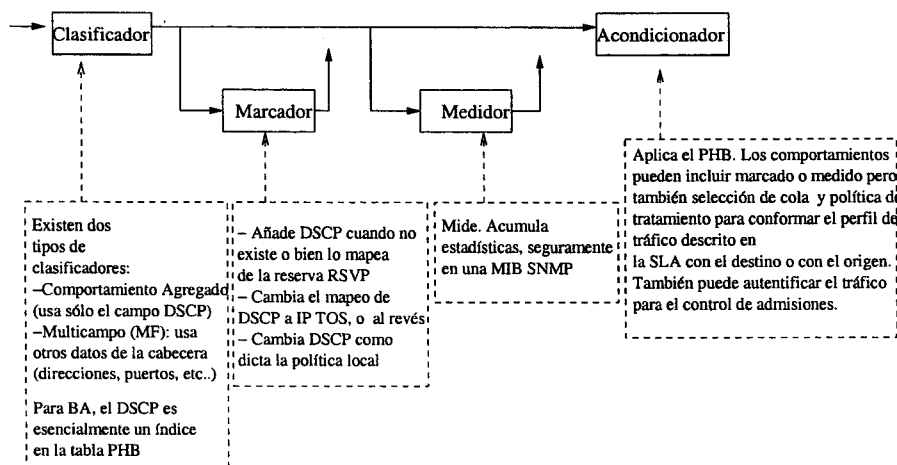 Clasificador
Acondicionador
Marcador
Medidor
Existen dos
tipos de
clasificadores:
–Comportamiento Agregado
(usa sólo el campo DSCP)
–Multicampo (MF): usa
otros datos de la cabecera
(direcciones, puertos, etc..)
Para BA, el DSCP es
esencialmente un índice
en la tabla PHB
– Añade DSCP cuando no
existe o bien lo mapea
de la reserva RSVP
– Cambia el mapeo de
DSCP a IP TOS, o al revés
– Cambia DSCP como
dicta la política local
Mide. Acumula
estadísticas, seguramente
en una MIB SNMP
Aplica el PHB. Los comportamientos
pueden incluir marcado o medido pero
también selección de cola y política de
tratamiento para conformar el perfil de
tráfico descrito en
la SLA con el destino o con el origen.
También puede autentificar el tráfico
para el control de admisiones.